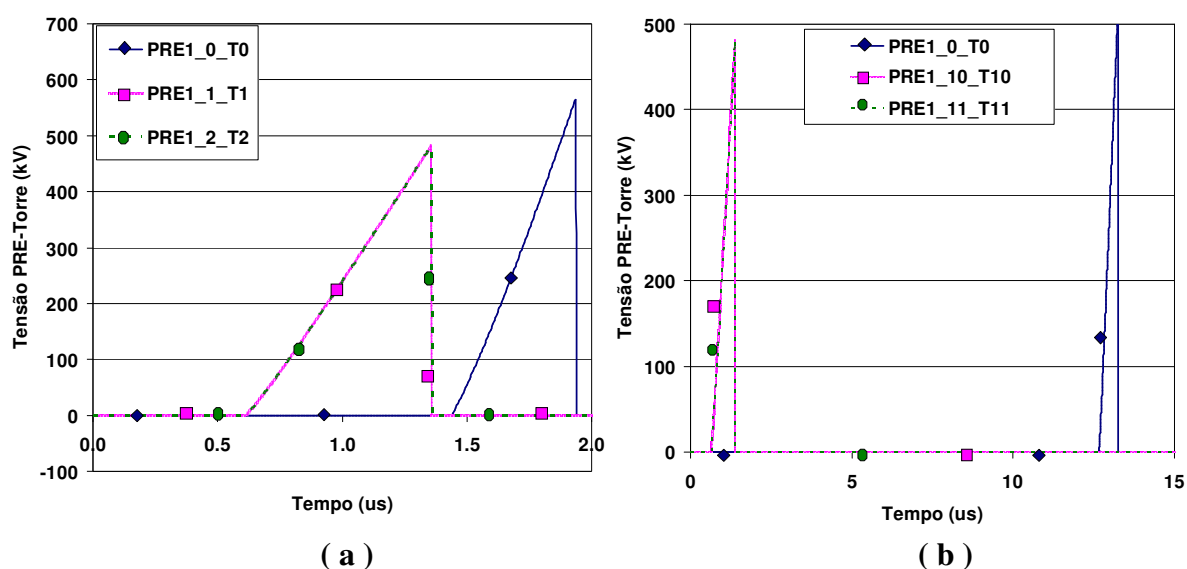 700
600
500
400
300
200
100
0
-100
Tensão PRE-Torre (kV)
PRE1_0_T0
PRE1_1_T1
PRE1_2_T2
0.0 0.5 1.0 1.5 2.0
Tempo (us)
( a )
500
400
300
200
100
0
Tensão PRE-Torre (kV)
PRE1_0_T0
PRE1_10_T10
PRE1_11_T11
0 5 10 15
Tempo (us)
( b )